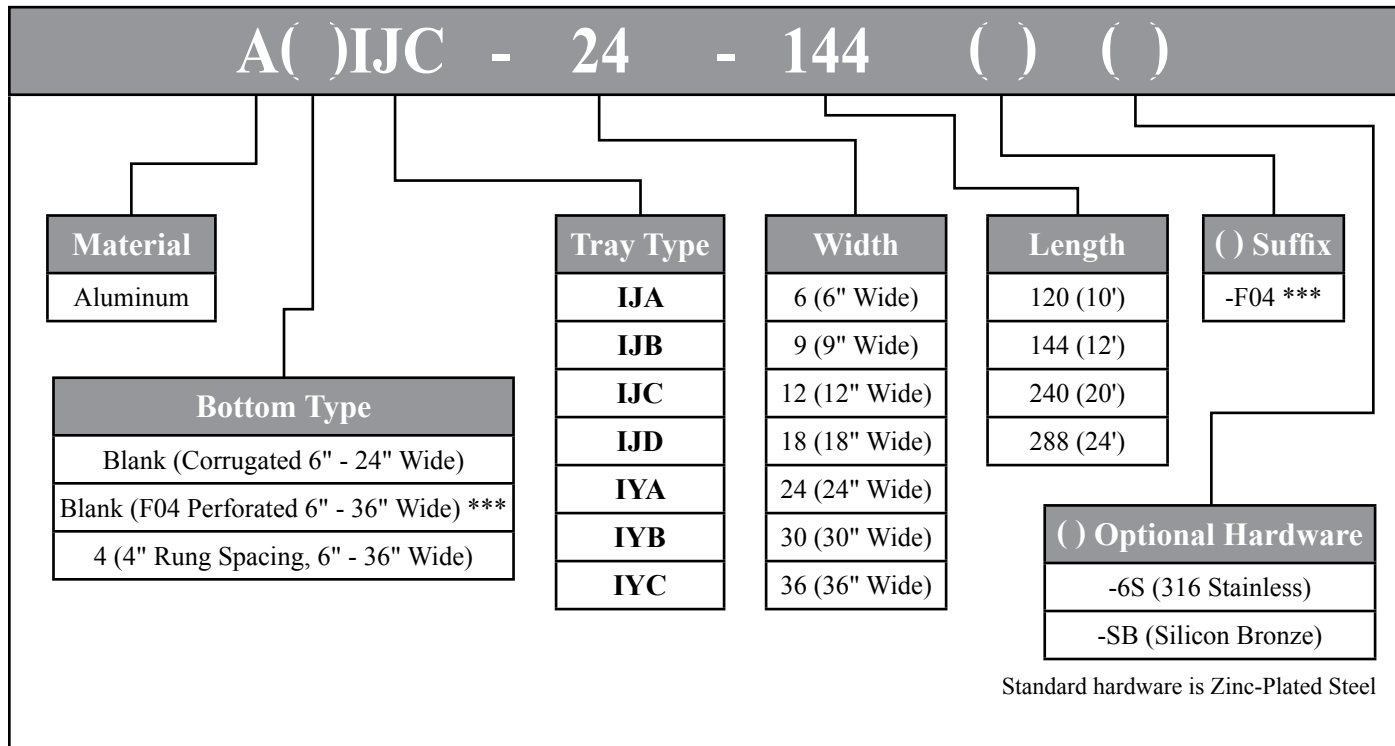 A( )IJC - 24 - 144 ( ) ( )
Material
Aluminum
Bottom Type
Blank (Corrugated 6" - 24" Wide)
Blank (F04 Perforated 6" - 36" Wide) ***
4 (4" Rung Spacing, 6" - 36" Wide)
Tray Type
IJA
IJB
IJC
IJD
IYA
IYB
IYC
Width
6 (6" Wide)
9 (9" Wide)
12 (12" Wide)
18 (18" Wide)
24 (24" Wide)
30 (30" Wide)
36 (36" Wide)
Length
120 (10')
144 (12')
240 (20')
288 (24')
( ) Suffix
-F04 ***
( ) Optional Hardware
-6S (316 Stainless)
-SB (Silicon Bronze)
Standard hardware is Zinc-Plated Steel